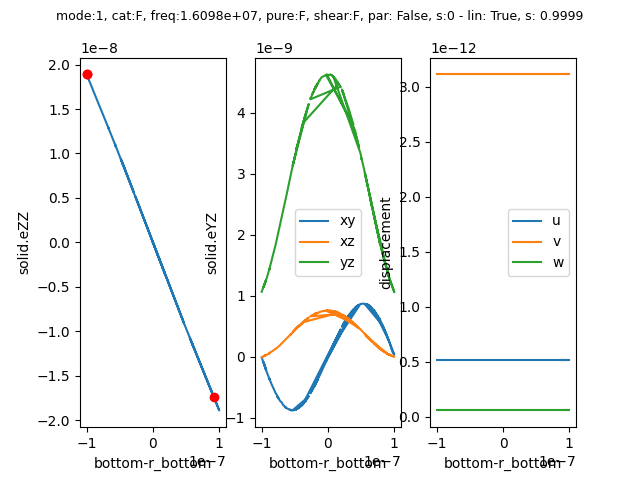 mode:1, cat:F, freq:1.6098e+07, pure:F, shear:F, par: False, s:0 - lin: True, s: 0.9999
1e−8
2.0
1.5
1.0
0.5
0.0
−0.5
−1.0
−1.5
−2.0
solid.eZZ
−1
0
1
1e−7
bottom-r_bottom
1e−9
4
3
2
1
0
−1
solid.eYZ
xy
xz
yz
−1
0
1
1e−7
bottom-r_bottom
1e−12
3.0
2.5
2.0
1.5
1.0
0.5
0.0
displacement
u
v
w
−1
0
1
1e−7
bottom-r_bottom